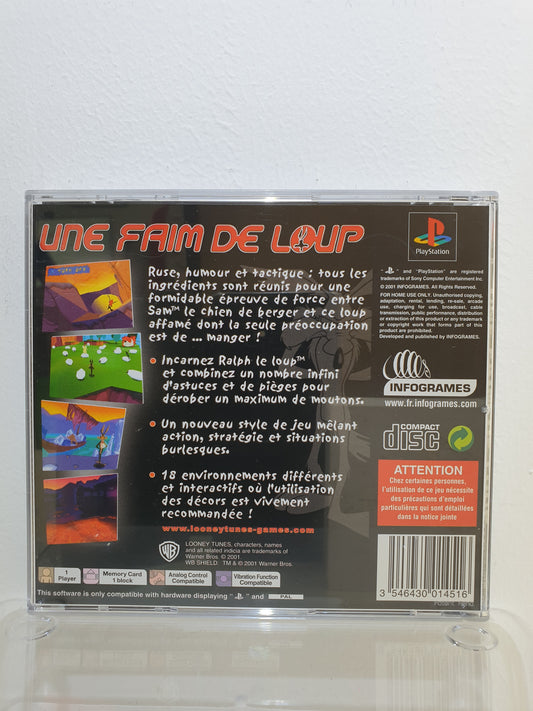 UNE FAIM DE LOUP
Ruse, humour et tactique : tous les
ingrédients sont réunis pour une
formidable épreuve de force entre
Sam™ le chien de berger et ce loup
affamé dont la seule préoccupation
est de ... manger !
• Incarnez Ralph le loup™
et combinez un nombre infini
d'astuces et de pièges pour
dérober un maximum de moutons.
• Un nouveau style de jeu mêlant
action, stratégie et situations
burlesques.
• 18 environnements différents
et interactifs où l'utilisation
des décors est vivement
recommandée !
www.looneytunes-games.com
WB
LOONEY TUNES, characters, names
and all related indicia are trademarks of
Warner Bros. © 2001.
WB SHIELD: TM & © 2001 Warner Bros.
PlayStation
" " and "PlayStation" are registered
trademarks of Sony Computer Entertainment Inc.
© 2001 INFOGRAMES. All Rights Reserved.
FOR HOME USE ONLY. Unauthorised copying,
adaptation, rental, lending, re-sale, arcade
use, charging for use, broadcast, cable
transmission, public performance, distribution
or extraction of this product or any trademark
or copyright work that forms part of this
product are prohibited.
Developed and published by INFOGRAMES.
INFOGRAMES
www.fr.infogrames.com
COMPACT
disc
ATTENTION
Chez certaines personnes,
l'utilisation de ce jeu nécessite
des précautions d'emploi
particulières qui sont détaillées
dans la notice jointe
3 546430 014516
1
Player
Memory Card
1 block
Analog Control
Compatible
Vibration Function
Compatible
This software is only compatible with hardware displaying " " and PAL